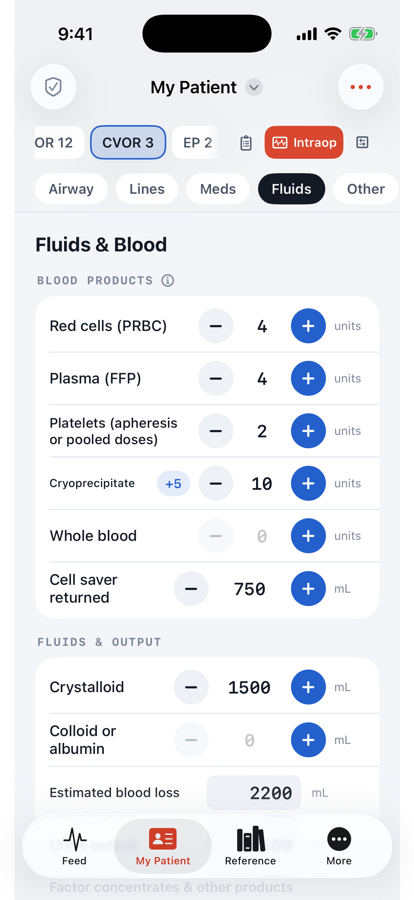 9:41
My Patient
OR 12
CVOR 3
EP 2
Intraop
Airway
Lines
Meds
Fluids
Other
Fluids & Blood
BLOOD PRODUCTS
Red cells (PRBC) 4 units
Plasma (FFP) 4 units
Platelets (apheresis
or pooled doses) 2 units
Cryoprecipitate +5 10 units
Whole blood 0 units
Cell saver
returned 750 mL
FLUIDS & OUTPUT
Crystalloid 1500 mL
Colloid or
albumin 0 mL
Estimated blood loss 2200 mL
Feed
My Patient
Reference
More
Factor concentrates & other products